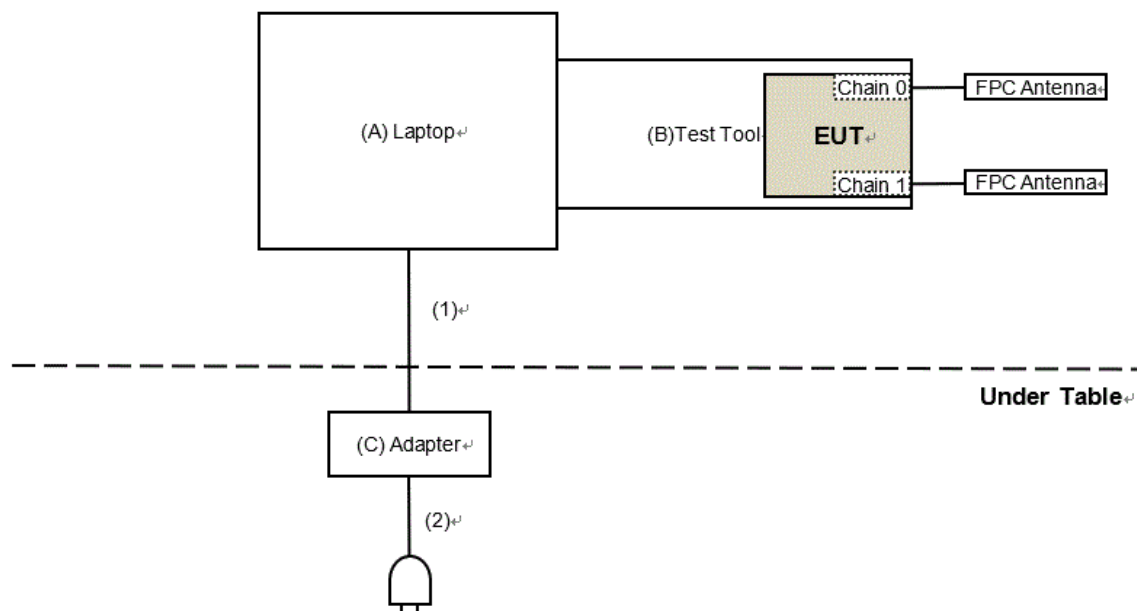 Chain 0
FPC Antenna
(A) Laptop
(B)Test Tool
EUT
Chain 1
FPC Antenna
(1)
Under Table
(C) Adapter
(2)